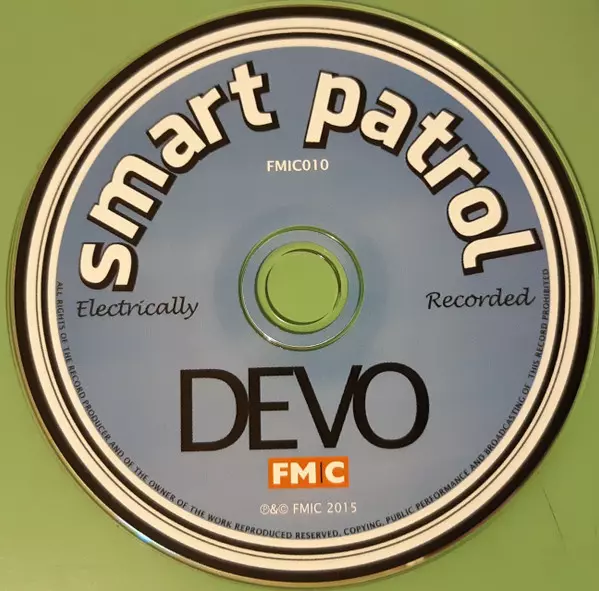 smart patrol
FMIC010
Electrically
Recorded
DEVO
FM|C
℗&© FMIC 2015
ALL RIGHTS OF THE RECORD PRODUCER AND OF THE OWNER OF THE WORK REPRODUCED RESERVED. COPYING, PUBLIC PERFORMANCE AND BROADCASTING OF THIS RECORD PROHIBITED